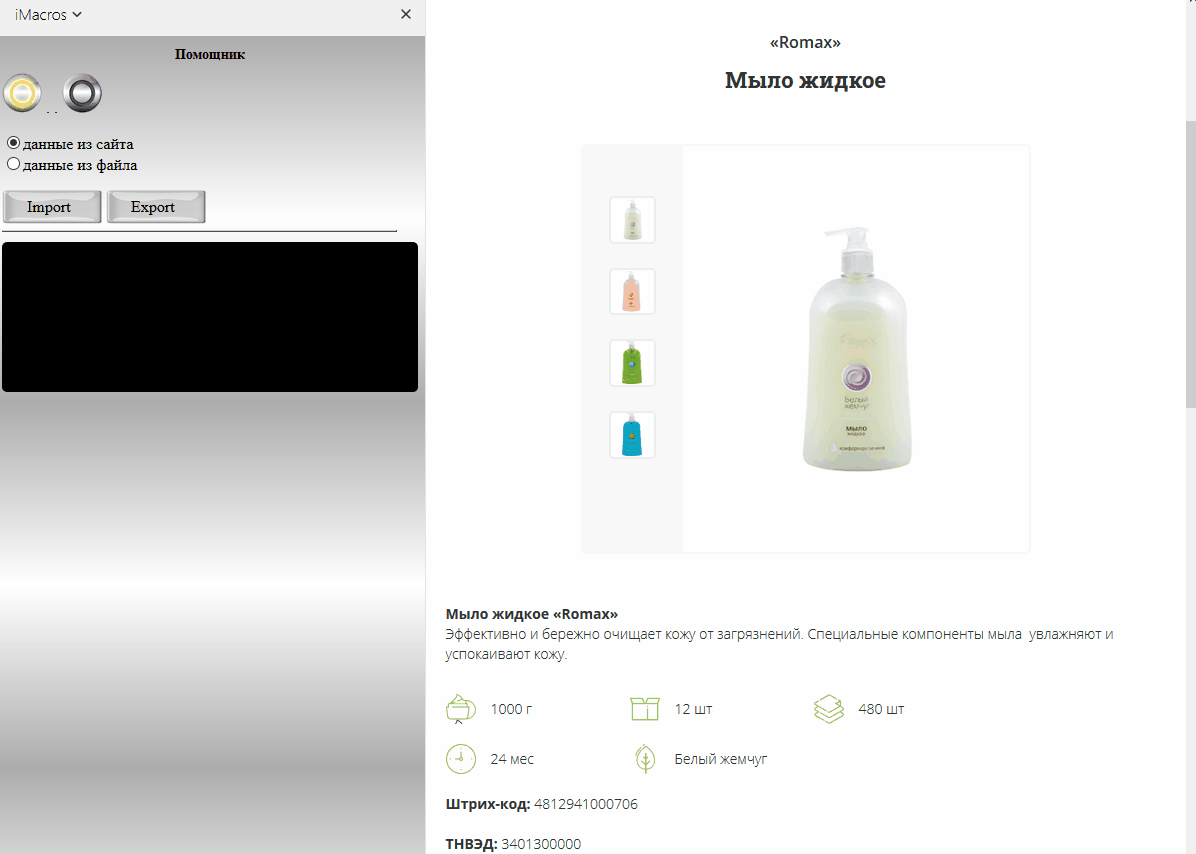 iMacros
Помощник
данные из сайта
данные из файла
Import Export
«Romax»
Мыло жидкое
Белый
жемчуг
мыло
жидкое
Мыло жидкое «Romax»
Эффективно и бережно очищает кожу от загрязнений. Специальные компоненты мыла увлажняют и
успокаивают кожу.
1000 г 12 шт 480 шт
24 мес Белый жемчуг
Штрих-код: 4812941000706
ТНВЭД: 3401300000